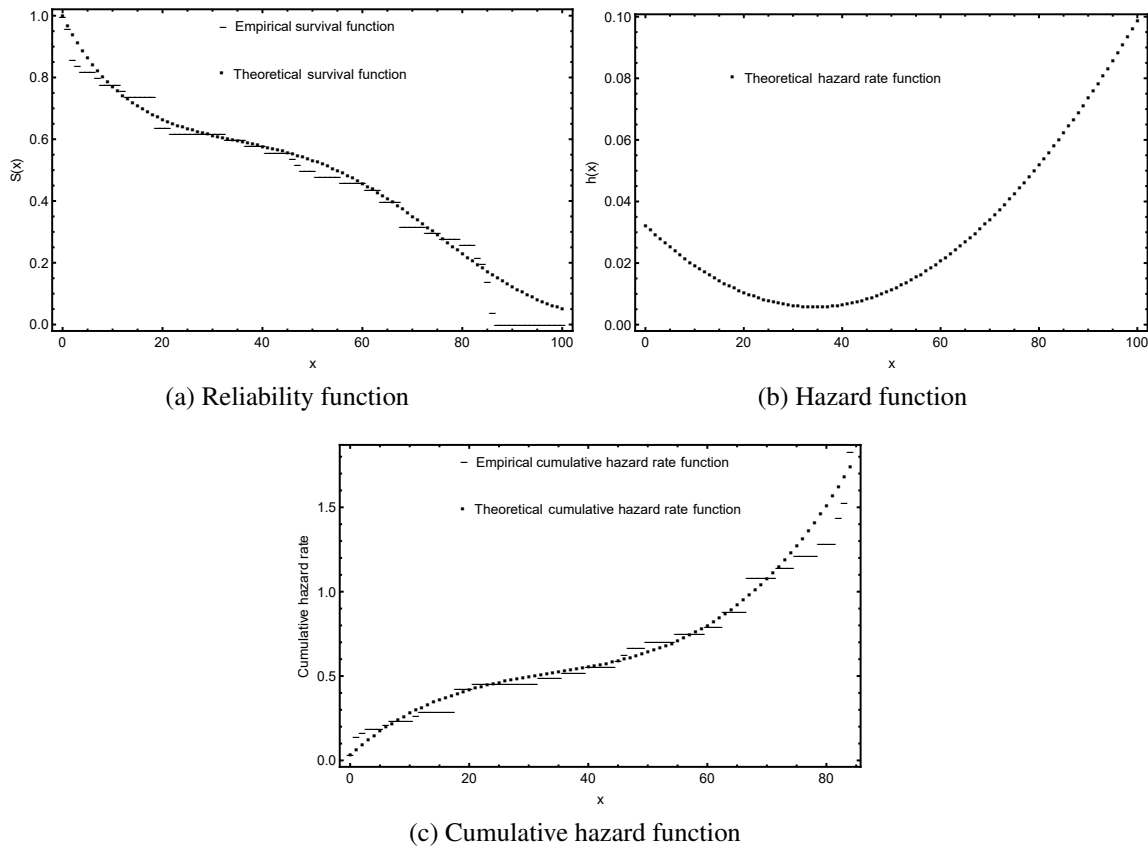 Empirical survival function
Theoretical survival function
S(x)
1.0
0.8
0.6
0.4
0.2
0.0
0 20 40 60 80 100
x
(a) Reliability function
Theoretical hazard rate function
h(x)
0.10
0.08
0.06
0.04
0.02
0.00
0 20 40 60 80 100
x
(b) Hazard function
Empirical cumulative hazard rate function
Theoretical cumulative hazard rate function
Cumulative hazard rate
1.5
1.0
0.5
0.0
0 20 40 60 80
x
(c) Cumulative hazard function